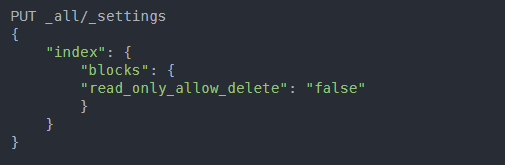 PUT _all/_settings
{
    "index": {
        "blocks": {
        "read_only_allow_delete": "false"
        }
    }
}